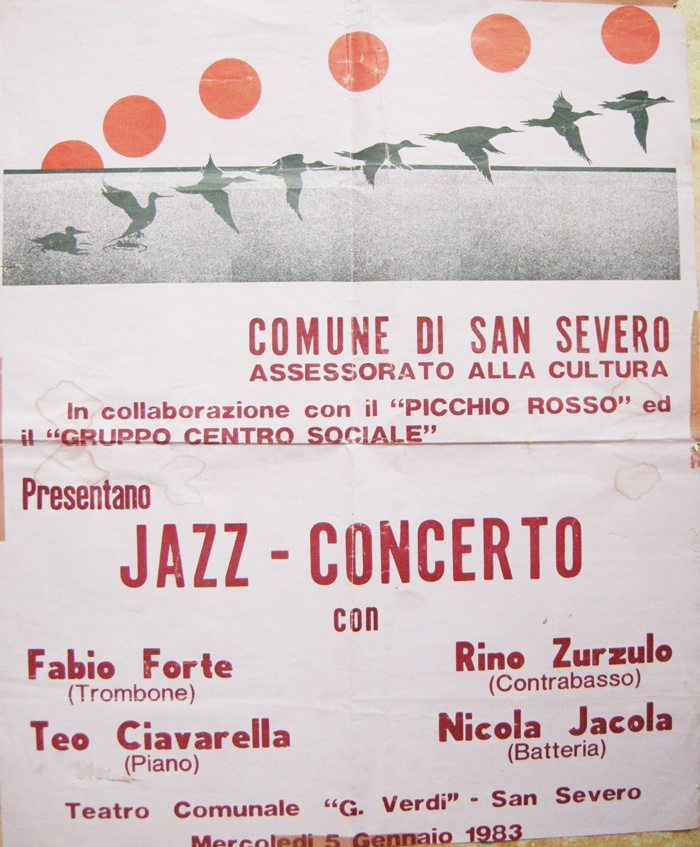 COMUNE DI SAN SEVERO
ASSESSORATO ALLA CULTURA
In collaborazione con il "PICCHIO ROSSO" ed
il "GRUPPO CENTRO SOCIALE"
Presentano
JAZZ - CONCERTO
con
Fabio Forte
(Trombone)
Rino Zurzulo
(Contrabasso)
Teo Ciavarella
(Piano)
Nicola Jacola
(Batteria)
Teatro Comunale "G. Verdi" - San Severo
Mercoledì 5 Gennaio 1983